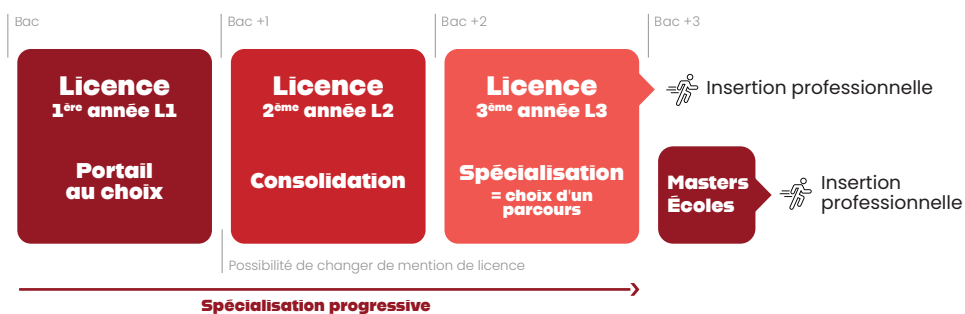 Bac
Bac +1
Bac +2
Bac +3
Licence
1ère année L1
Portail
au choix
Licence
2ème année L2
Consolidation
Licence
3ème année L3
Spécialisation
= choix d'un
parcours
Insertion professionnelle
Masters
Écoles
Insertion
professionnelle
Possibilité de changer de mention de licence
Spécialisation progressive